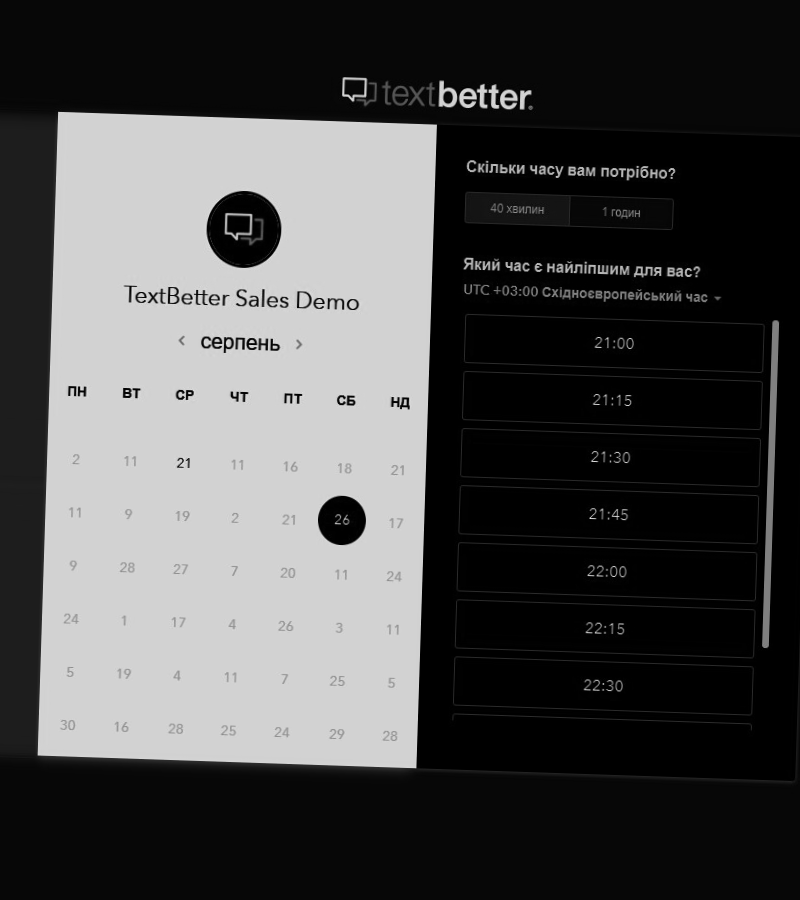 textbetter.
TextBetter Sales Demo
серпень
ПН ВТ СР ЧТ ПТ СБ НД
2 11 21 11 16 18 21
11 9 19 2 21 26 17
9 28 27 7 20 11 24
24 1 17 4 26 3 11
5 19 4 11 7 25 5
30 16 28 25 24 29 28
Скільки часу вам потрібно?
40 хвилин 1 годин
Який час є найліпшим для вас?
UTC +03:00 Східноєвропейський час
21:00
21:15
21:30
21:45
22:00
22:15
22:30